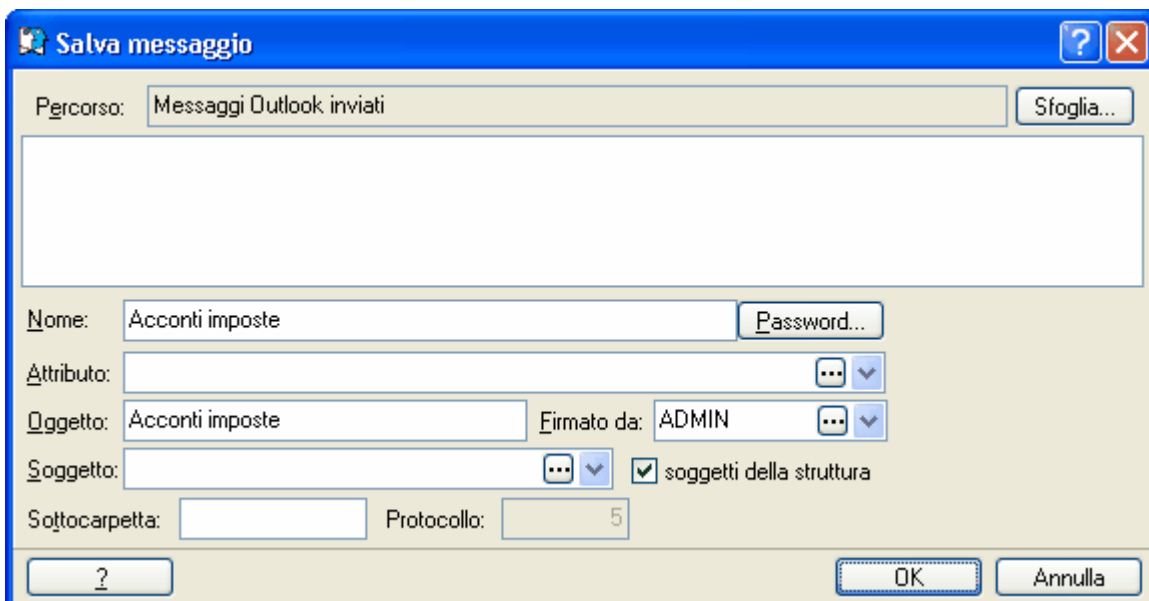 Salva messaggio
Percorso: Messaggi Outlook inviati Sfoglia...
Nome: Acconti imposte Password...
Attributo:
Oggetto: Acconti imposte Firmato da: ADMIN
Soggetto: soggetti della struttura
Sottocarpetta: Protocollo: 5
? OK Annulla